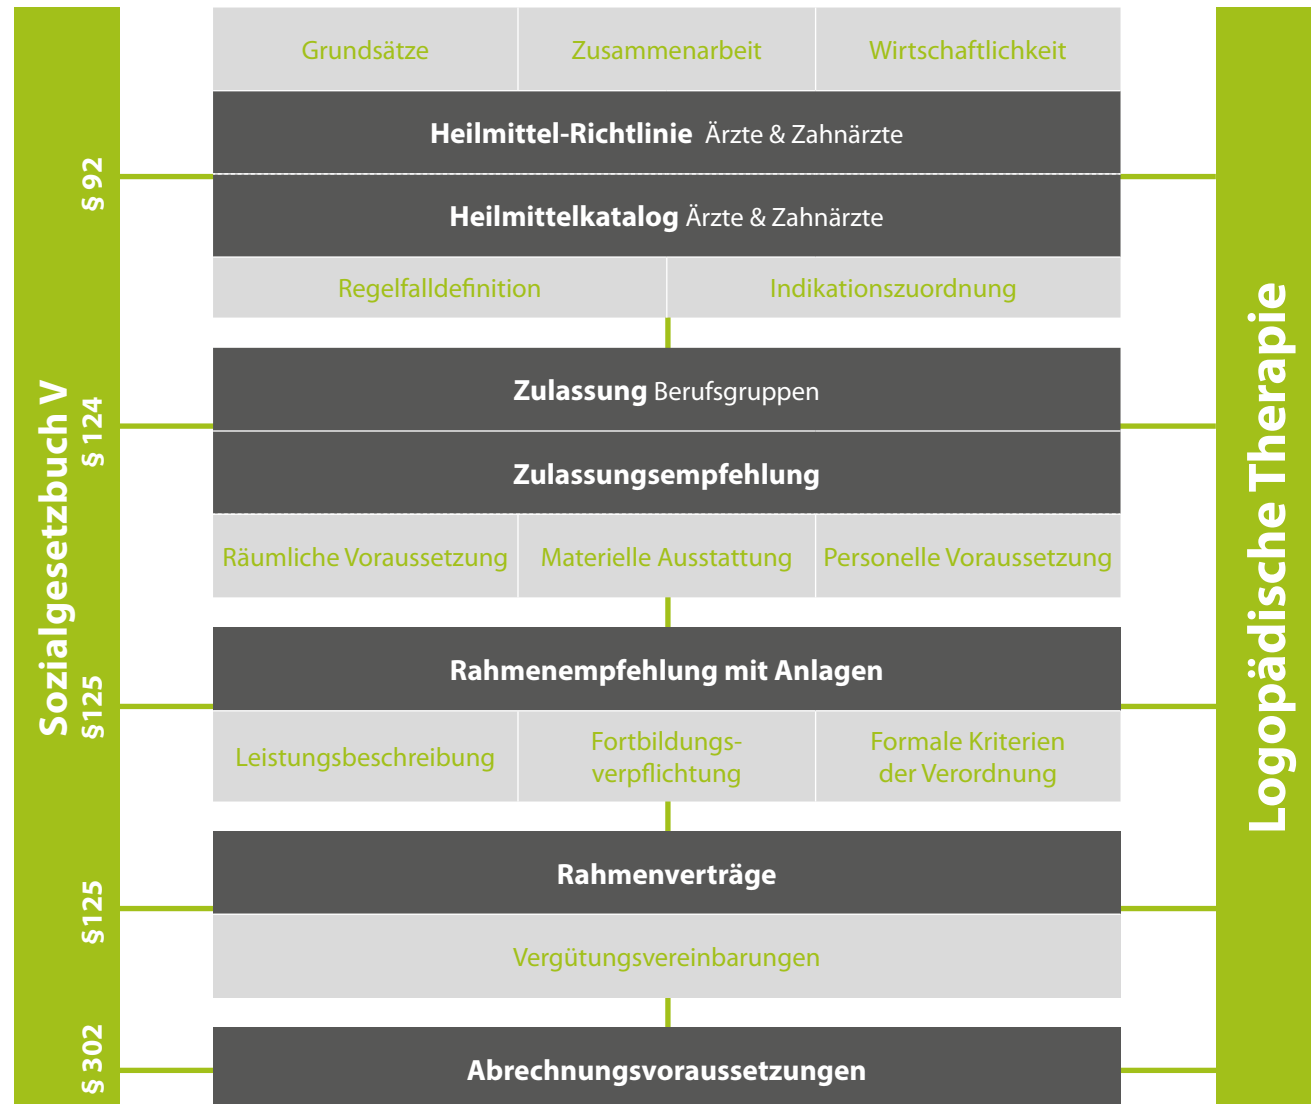 Sozialgesetzbuch V
Grundsätze
Zusammenarbeit
Wirtschaftlichkeit
§ 92
Heilmittel-Richtlinie Ärzte & Zahnärzte
Heilmittelkatalog Ärzte & Zahnärzte
Regelfalldefinition
Indikationszuordnung
§ 124
Zulassung Berufsgruppen
Zulassungsempfehlung
Räumliche Voraussetzung
Materielle Ausstattung
Personelle Voraussetzung
§125
Rahmenempfehlung mit Anlagen
Leistungsbeschreibung
Fortbildungs-
verpflichtung
Formale Kriterien
der Verordnung
§125
Rahmenverträge
Vergütungsvereinbarungen
§ 302
Abrechnungsvoraussetzungen
Logopädische Therapie